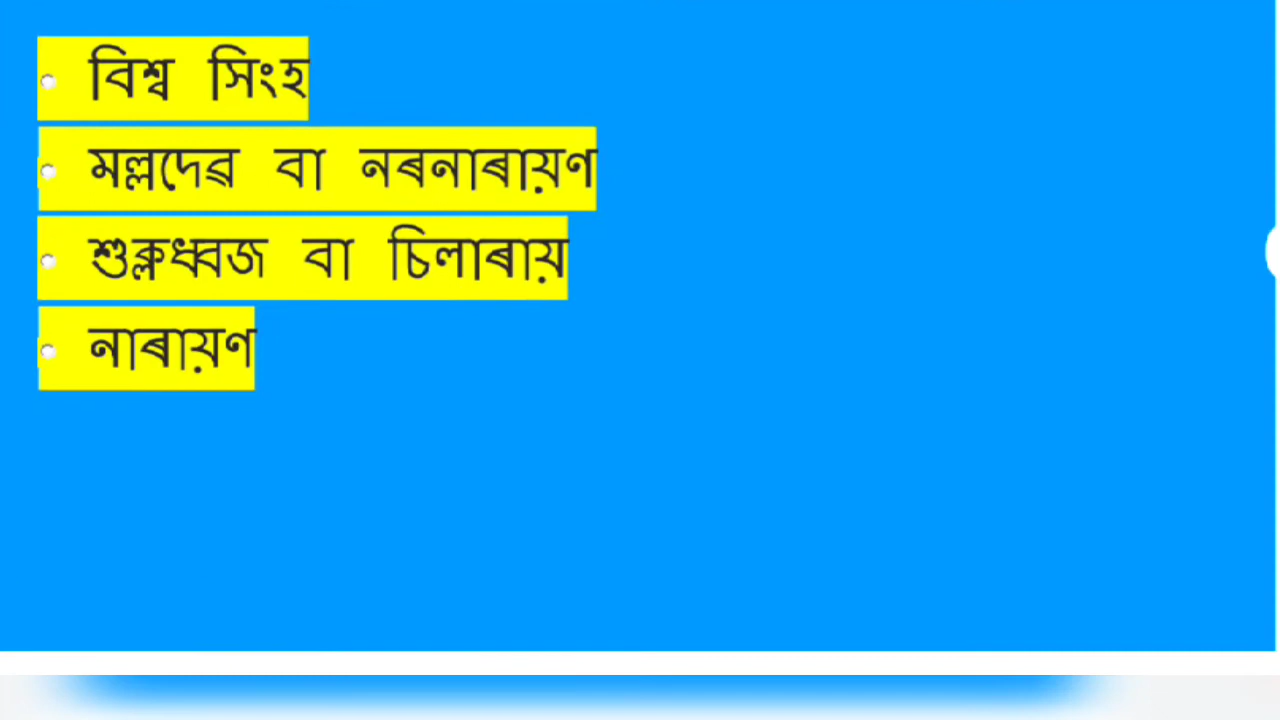 বিশ্ব সিংহ
মল্লদেৱ বা নৰনাৰায়ণ
শুক্লধ্বজ বা চিলাৰায়
নাৰায়ণ